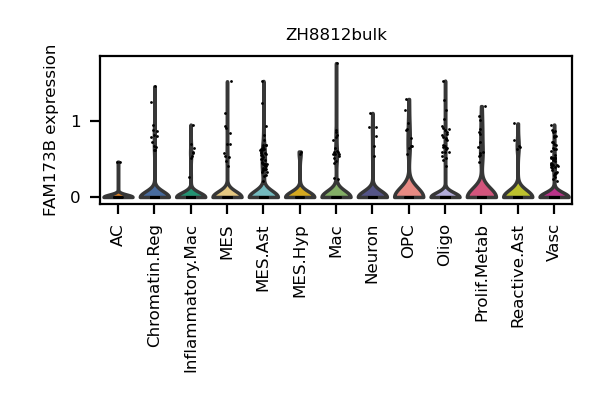 ZH8812bulk
FAM173B expression
1
0
AC
Chromatin.Reg
Inflammatory.Mac
MES
MES.Ast
MES.Hyp
Mac
Neuron
OPC
Oligo
Prolif.Metab
Reactive.Ast
Vasc